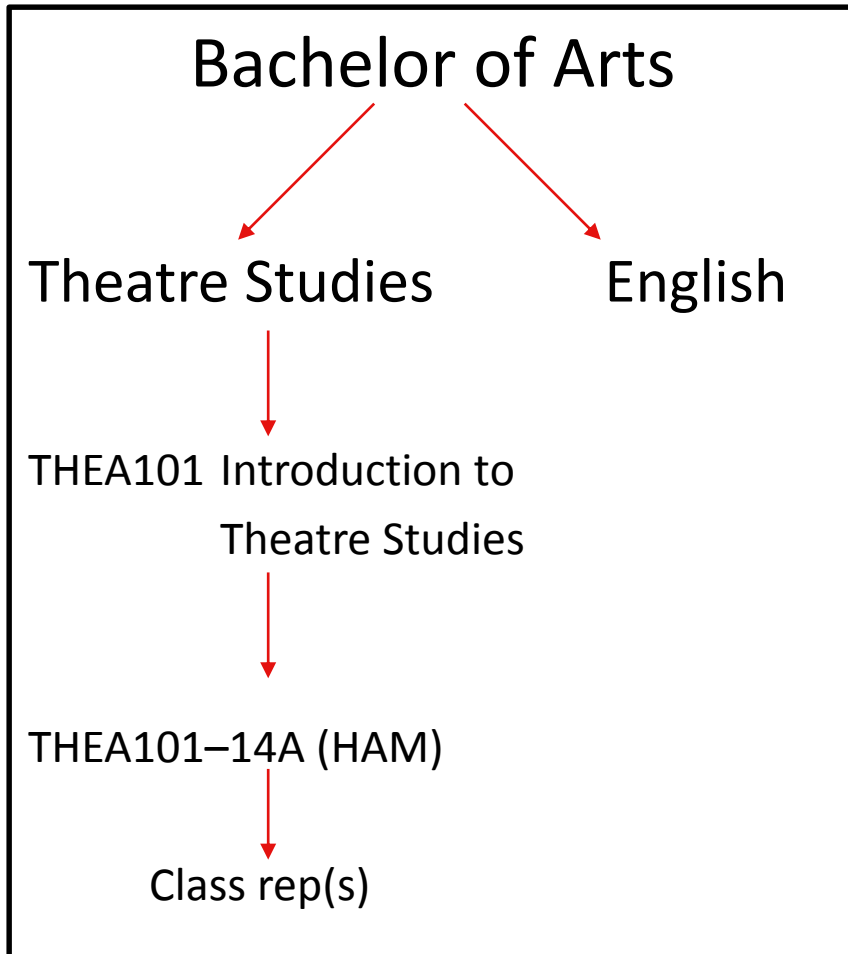 Bachelor of Arts
Theatre Studies English
THEA101 Introduction to
Theatre Studies
THEA101–14A (HAM)
Class rep(s)